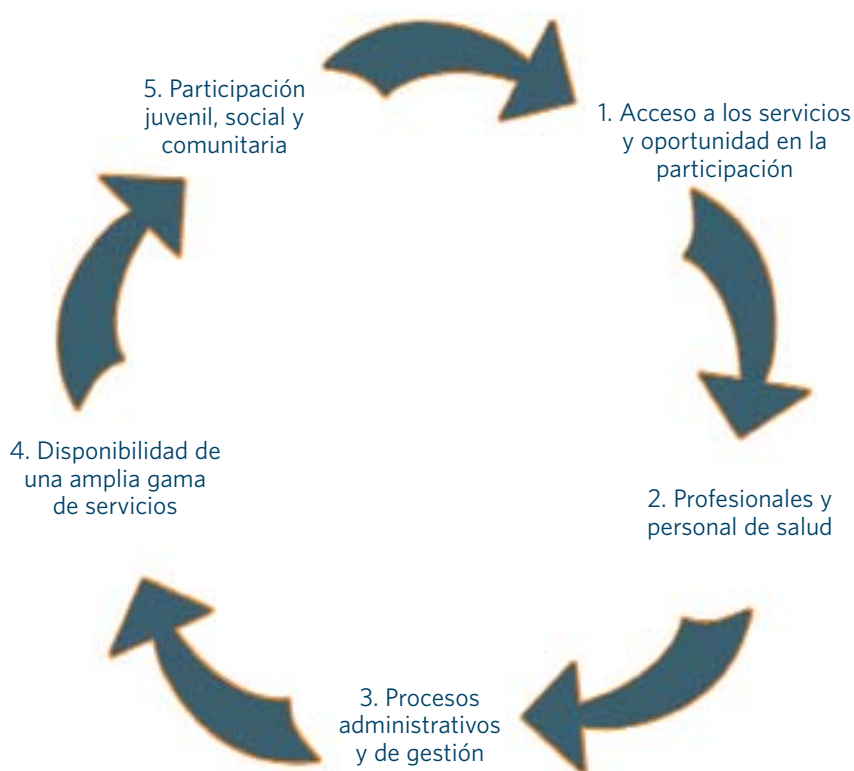 1. Acceso a los servicios
y oportunidad en la
participación
2. Profesionales y
personal de salud
3. Procesos
administrativos
y de gestión
4. Disponibilidad de
una amplia gama
de servicios
5. Participación
juvenil, social y
comunitaria